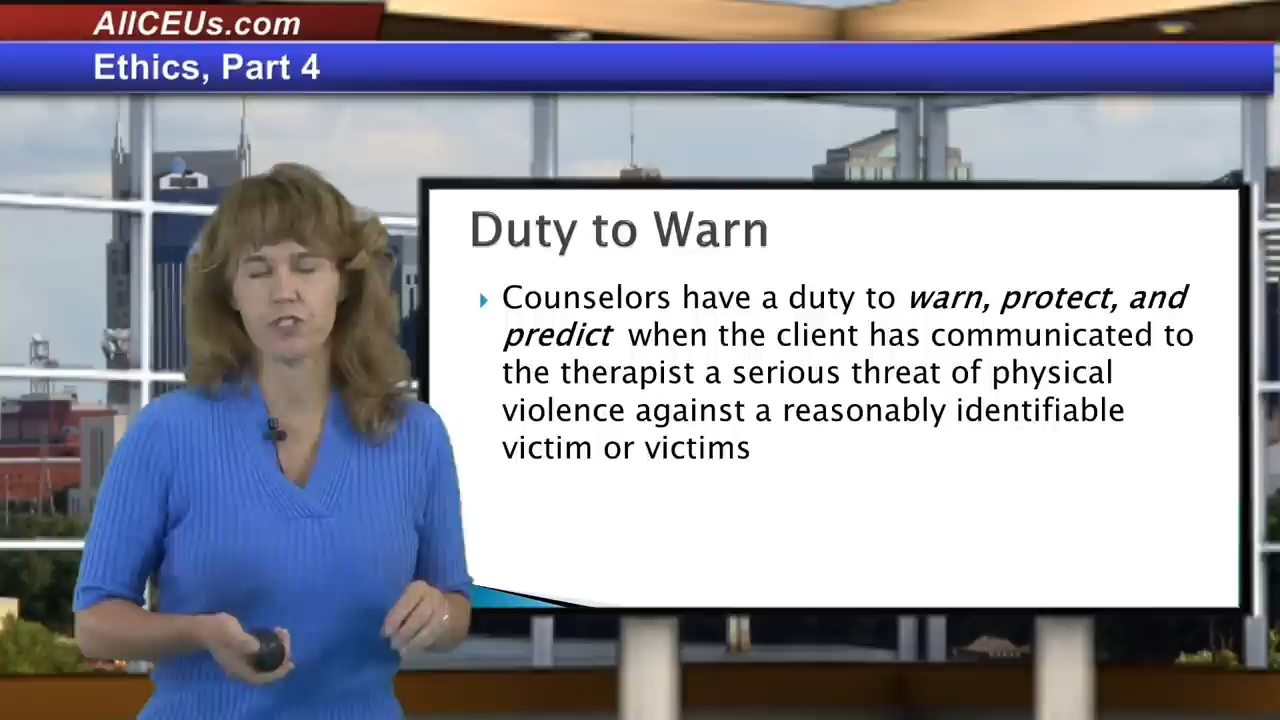 AllCEUs.com
Ethics, Part 4
Duty to Warn
Counselors have a duty to warn, protect, and
predict when the client has communicated to
the therapist a serious threat of physical
violence against a reasonably identifiable
victim or victims